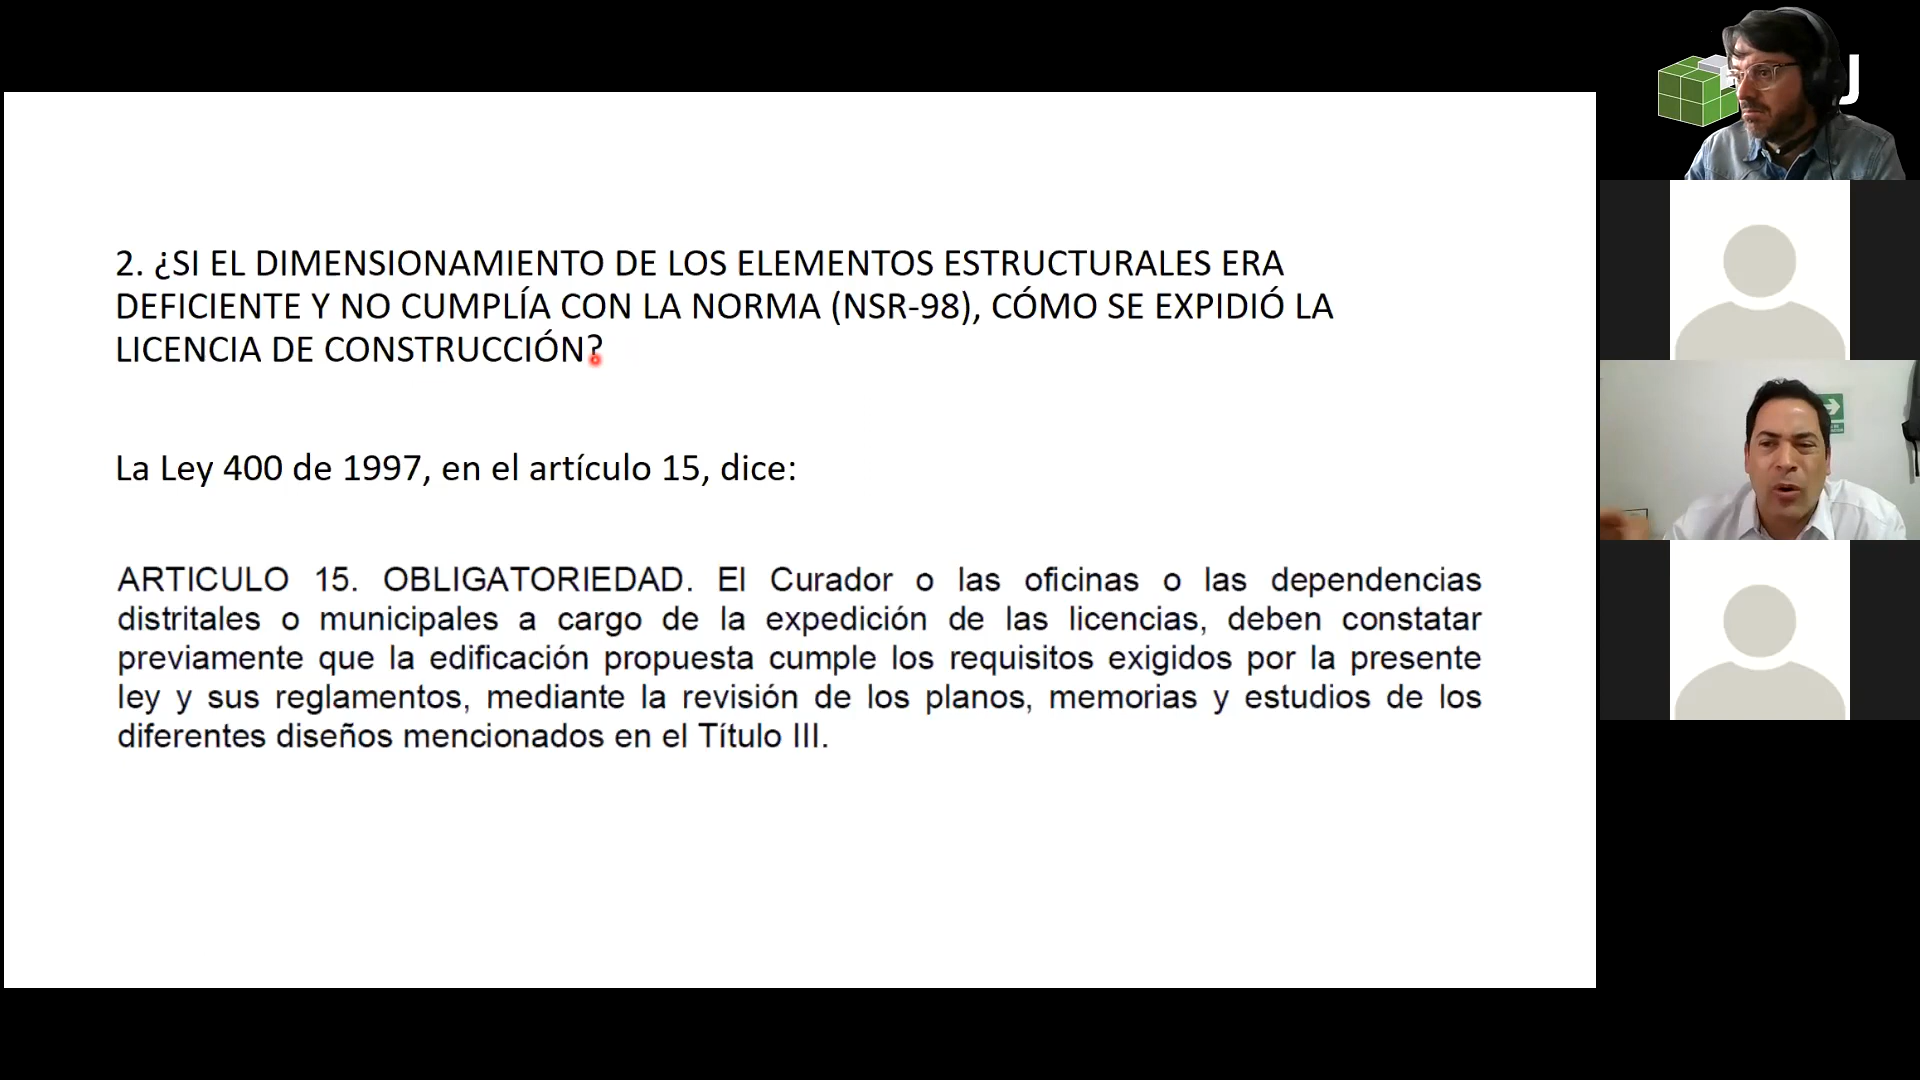 2. ¿SI EL DIMENSIONAMIENTO DE LOS ELEMENTOS ESTRUCTURALES ERA
DEFICIENTE Y NO CUMPLÍA CON LA NORMA (NSR-98), CÓMO SE EXPIDIÓ LA
LICENCIA DE CONSTRUCCIÓN?
La Ley 400 de 1997, en el artículo 15, dice:
ARTICULO 15. OBLIGATORIEDAD. El Curador o las oficinas o las dependencias
distritales o municipales a cargo de la expedición de las licencias, deben constatar
previamente que la edificación propuesta cumple los requisitos exigidos por la presente
ley y sus reglamentos, mediante la revisión de los planos, memorias y estudios de los
diferentes diseños mencionados en el Título III.